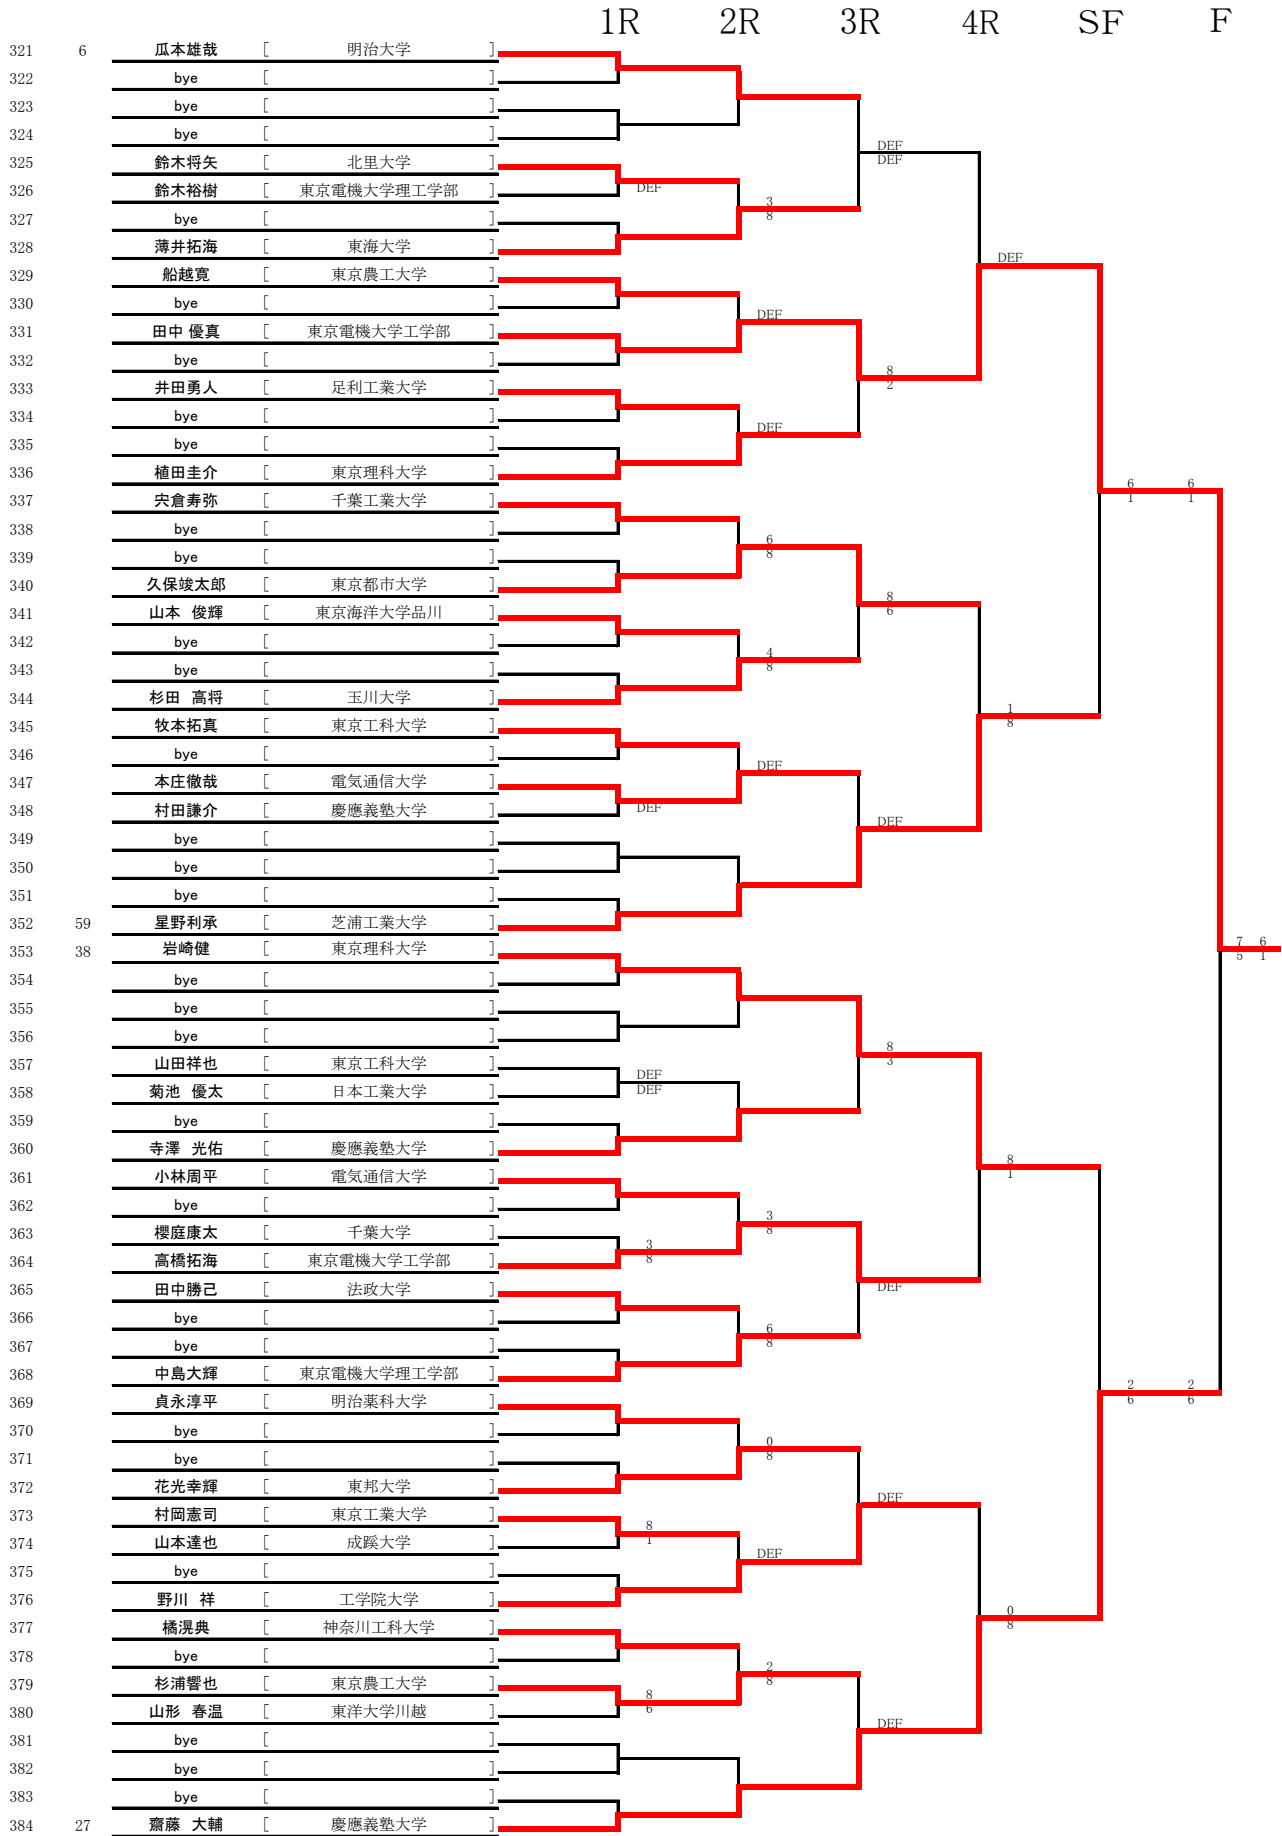 1R 2R 3R 4R SF F
321 6 瓜本雄哉 [ 明治大学 ]
322 bye [ ]
323 bye [ ]
324 bye [ ]
DEF
325 鈴木将矢 [ 北里大学 ] DEF
326 鈴木裕樹 [ 東京電機大学理工学部 ] DEF
3
327 bye [ ] 8
328 薄井拓海 [ 東海大学 ]
DEF
329 船越寛 [ 東京農工大学 ]
330 bye [ ]
DEF
331 田中 優真 [ 東京電機大学工学部 ]
332 bye [ ]
8
333 井田勇人 [ 足利工業大学 ] 2
334 bye [ ]
DEF
335 bye [ ]
336 植田圭介 [ 東京理科大学 ]
6 6
337 宍倉寿弥 [ 千葉工業大学 ] 1 1
338 bye [ ]
6
339 bye [ ] 8
340 久保竣太郎 [ 東京都市大学 ]
8
341 山本 俊輝 [ 東京海洋大学品川 ] 6
342 bye [ ]
4
343 bye [ ] 8
344 杉田 高将 [ 玉川大学 ]
1
345 牧本拓真 [ 東京工科大学 ] 8
346 bye [ ]
DEF
347 本庄徹哉 [ 電気通信大学 ]
348 村田謙介 [ 慶應義塾大学 ] DEF
DEF
349 bye [ ]
350 bye [ ]
351 bye [ ]
352 59 星野利承 [ 芝浦工業大学 ]
7 6
353 38 岩崎健 [ 東京理科大学 ] 5 1
354 bye [ ]
355 bye [ ]
356 bye [ ]
8
357 山田祥也 [ 東京工科大学 ] 3
DEF
358 菊池 優太 [ 日本工業大学 ] DEF
359 bye [ ]
360 寺澤 光佑 [ 慶應義塾大学 ]
8
361 小林周平 [ 電気通信大学 ] 1
362 bye [ ]
3
363 櫻庭康太 [ 千葉大学 ] 8
3
364 高橋拓海 [ 東京電機大学工学部 ] 8
365 田中勝己 [ 法政大学 ] DEF
366 bye [ ]
6
367 bye [ ] 8
368 中島大輝 [ 東京電機大学理工学部 ]
2 2
369 貞永淳平 [ 明治薬科大学 ] 6 6
370 bye [ ]
0
371 bye [ ] 8
372 花光幸輝 [ 東邦大学 ]
DEF
373 村岡憲司 [ 東京工業大学 ]
8
374 山本達也 [ 成蹊大学 ] 1
DEF
375 bye [ ]
376 野川 祥 [ 工学院大学 ]
0
377 橘滉典 [ 神奈川工科大学 ] 8
378 bye [ ]
2
379 杉浦響也 [ 東京農工大学 ] 8
8
380 山形 春温 [ 東洋大学川越 ] 6
DEF
381 bye [ ]
382 bye [ ]
383 bye [ ]
384 27 齋藤 大輔 [ 慶應義塾大学 ]